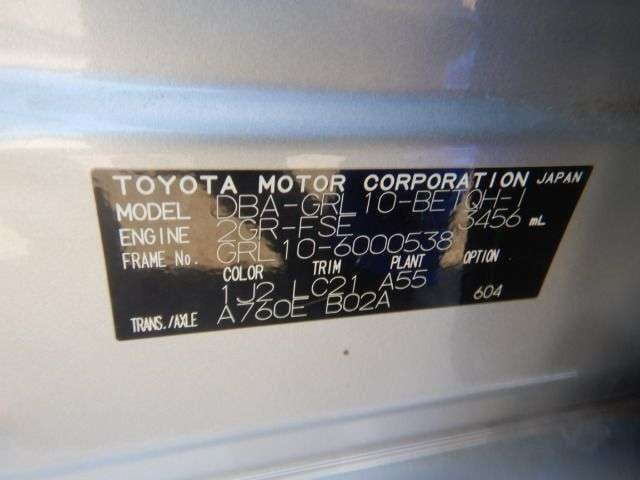 TOYOTA MOTOR CORPORATION JAPAN
MODEL DBA-GRL10-BETQH-1
ENGINE 2GR-FSE 3456 mL
FRAME No. GRL10-6000538
COLOR TRIM PLANT OPTION
1J2 LC21 A55
TRANS./AXLE A760E B02A 604